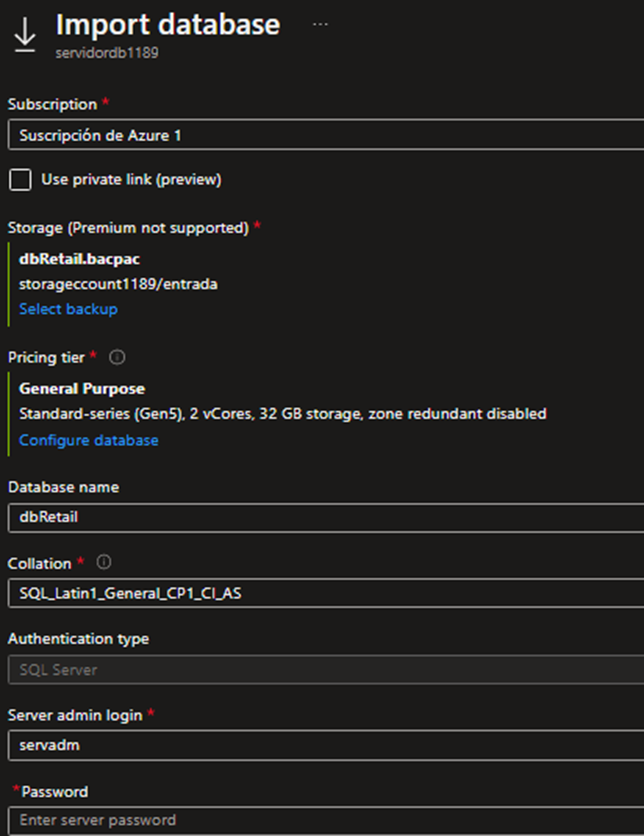 Import database ...
servidordb1189
Subscription *
Suscripción de Azure 1
Use private link (preview)
Storage (Premium not supported) *
dbRetail.bacpac
storageccount1189/entrada
Select backup
Pricing tier *
General Purpose
Standard-series (Gen5), 2 vCores, 32 GB storage, zone redundant disabled
Configure database
Database name
dbRetail
Collation *
SQL_Latin1_General_CP1_CI_AS
Authentication type
SQL Server
Server admin login *
servadm
*Password
Enter server password